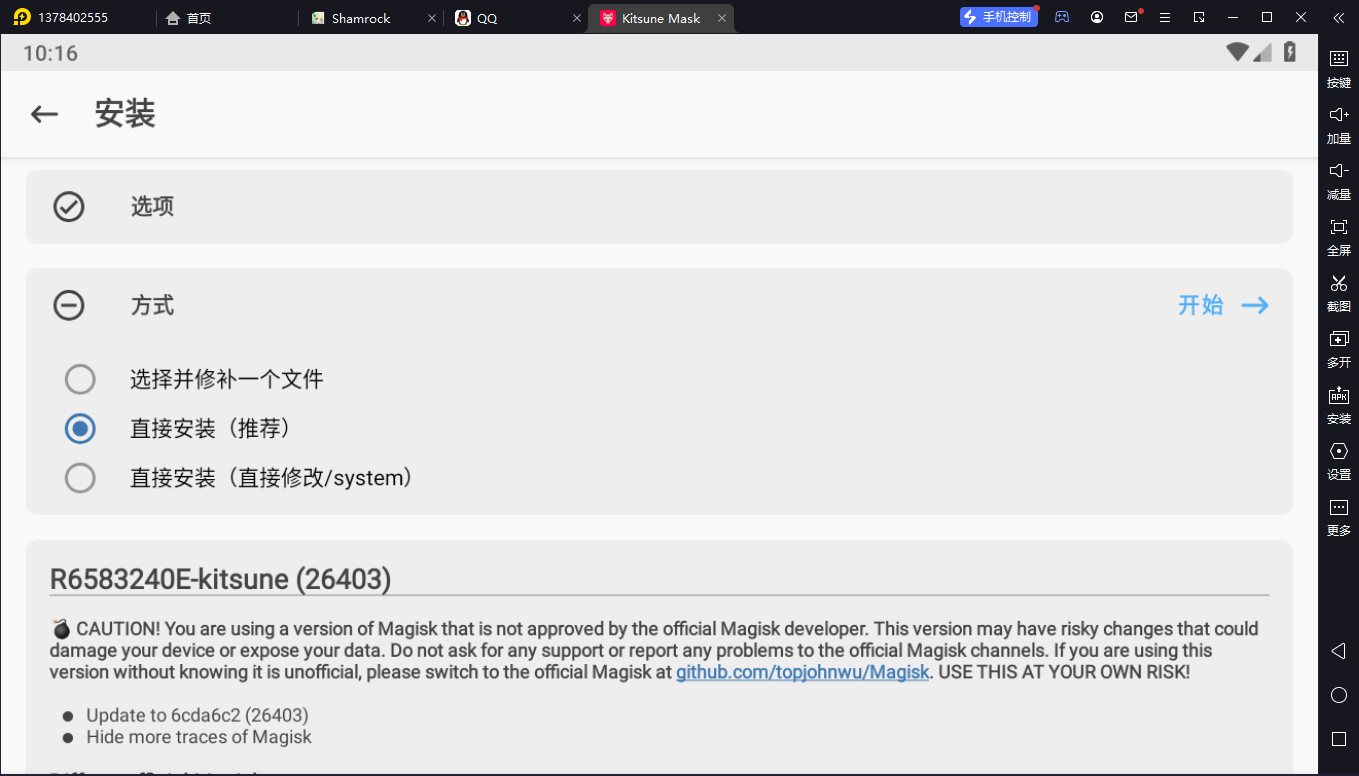 1378402555
首页
Shamrock
QQ
Kitsune Mask
手机控制
10:16
安装
选项
方式
开始
选择并修补一个文件
直接安装（推荐）
直接安装（直接修改/system）
R6583240E-kitsune (26403)
CAUTION! You are using a version of Magisk that is not approved by the official Magisk developer. This version may have risky changes that could
damage your device or expose your data. Do not ask for any support or report any problems to the official Magisk channels. If you are using this
version without knowing it is unofficial, please switch to the official Magisk at github.com/topjohnwu/Magisk. USE THIS AT YOUR OWN RISK!
Update to 6cda6c2 (26403)
Hide more traces of Magisk
按键
加量
减量
全屏
截图
多开
APK
安装
设置
更多